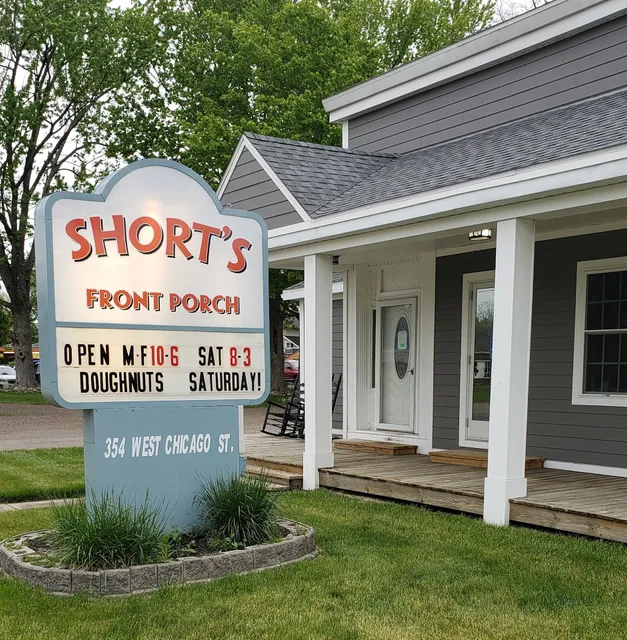 SHORT'S
FRONT PORCH
OPEN M-F 10-6 SAT 8-3
DOUGHNUTS SATURDAY!
354 WEST CHICAGO ST.